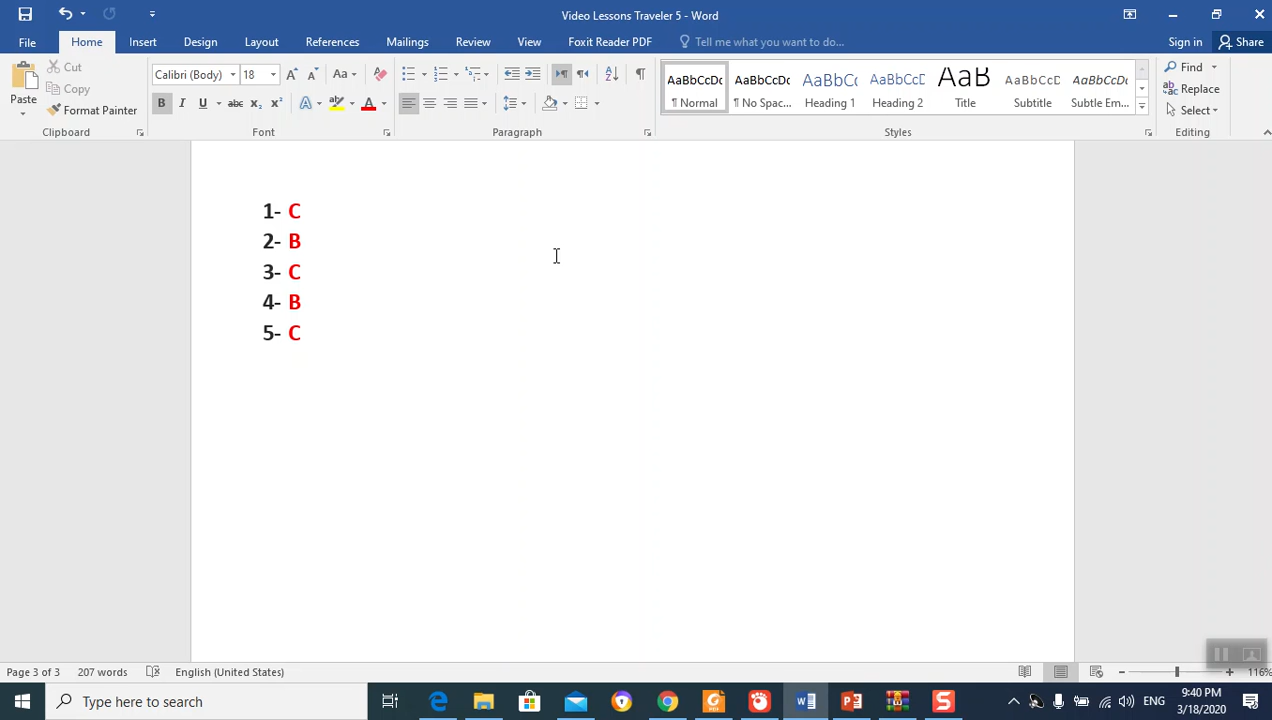 Video Lessons Traveler 5 - Word
File Home Insert Design Layout References Mailings Review View Foxit Reader PDF Tell me what you want to do... Sign in Share
Paste Cut Copy Format Painter
Clipboard
Calibri (Body) 18
Font
Paragraph
AaBbCcDc AaBbCcDc AaBbCc AaBbCcD AaB AaBbCcD AaBbCcDc
¶ Normal ¶ No Spac... Heading 1 Heading 2 Title Subtitle Subtle Em...
Styles
Find
Replace
Select
Editing
1- C
2- B
3- C
4- B
5- C
Page 3 of 3 207 words English (United States) 116%
Type here to search
ENG 9:40 PM
3/18/2020